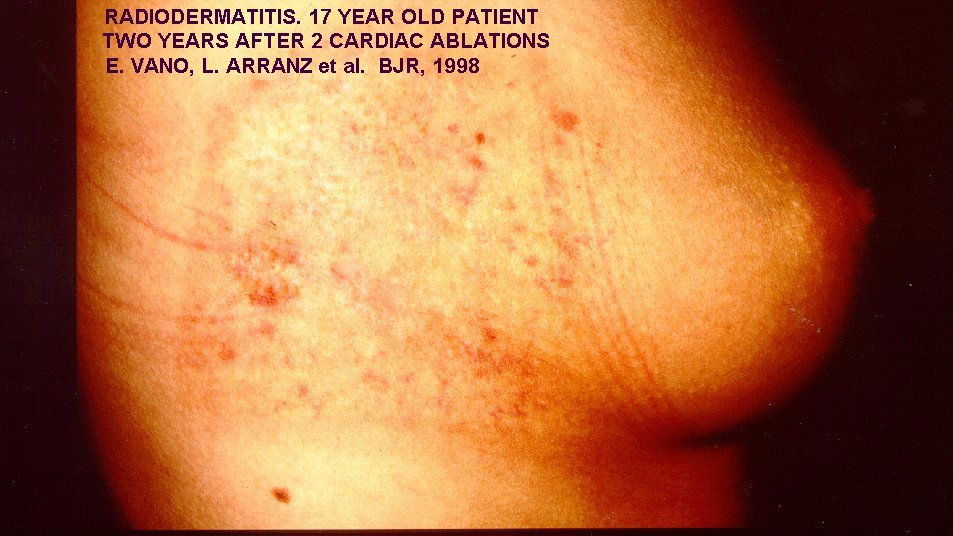 RADIODERMATITIS. 17 YEAR OLD PATIENT
TWO YEARS AFTER 2 CARDIAC ABLATIONS
E. VANO, L. ARRANZ et al. BJR, 1998